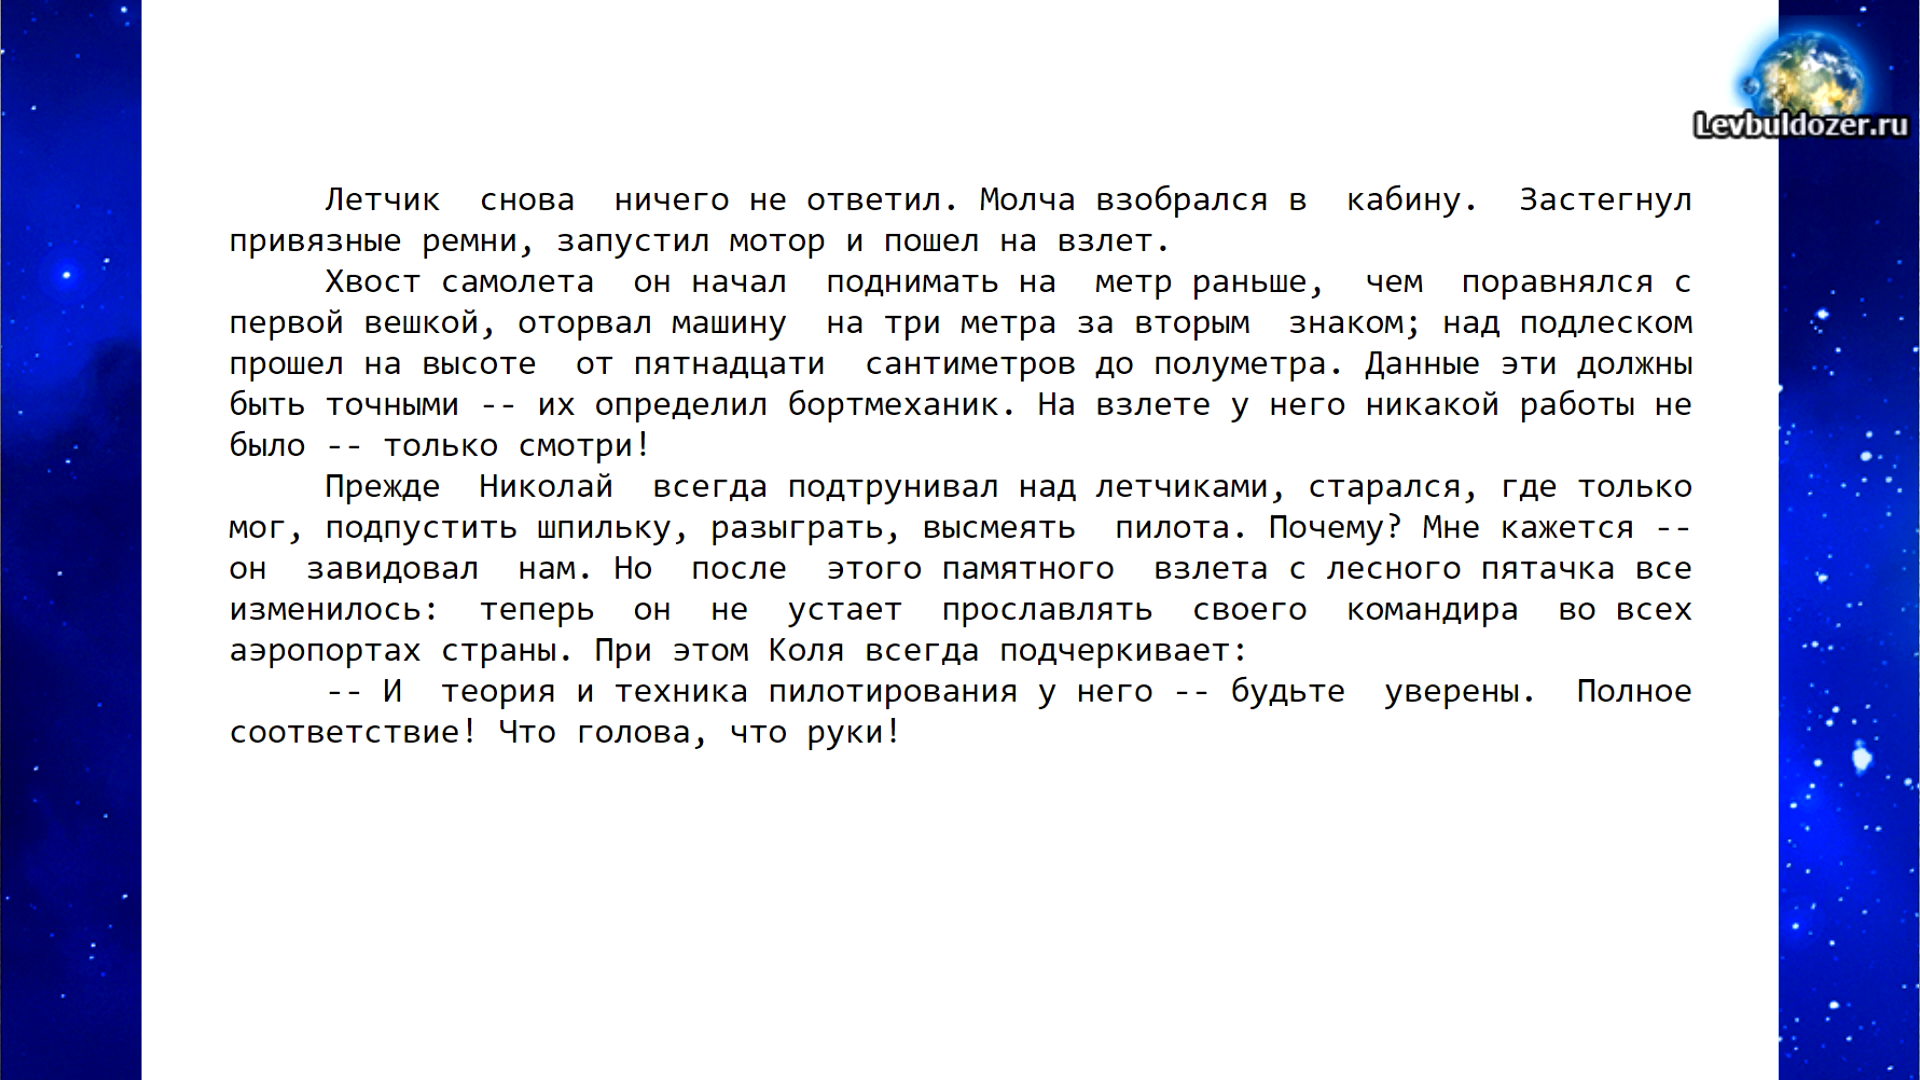 Levbuldozer.ru
Летчик снова ничего не ответил. Молча взобрался в кабину. Застегнул
привязные ремни, запустил мотор и пошел на взлет.
Хвост самолета он начал поднимать на метр раньше, чем поравнялся с
первой вешкой, оторвал машину на три метра за вторым знаком; над подлеском
прошел на высоте от пятнадцати сантиметров до полуметра. Данные эти должны
быть точными -- их определил бортмеханик. На взлете у него никакой работы не
было -- только смотри!
Прежде Николай всегда подтрунивал над летчиками, старался, где только
мог, подпустить шпильку, разыграть, высмеять пилота. Почему? Мне кажется --
он завидовал нам. Но после этого памятного взлета с лесного пятачка все
изменилось: теперь он не устает прославлять своего командира во всех
аэропортах страны. При этом Коля всегда подчеркивает:
-- И теория и техника пилотирования у него -- будьте уверены. Полное
соответствие! Что голова, что руки!